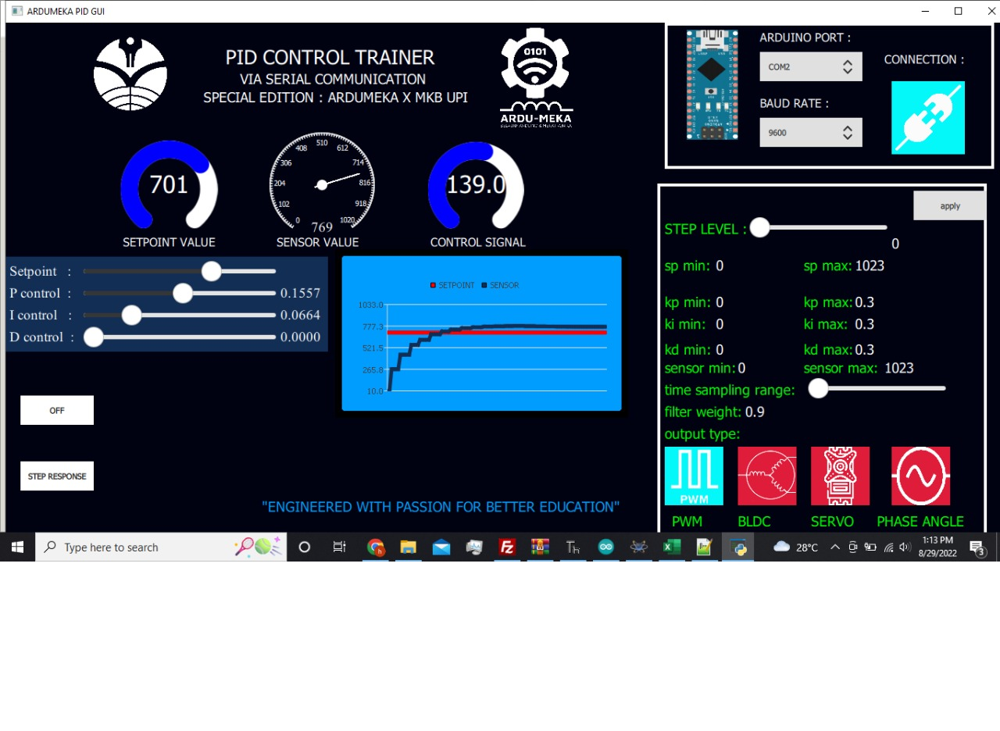 ARDUMEKA PID GUI
PID CONTROL TRAINER
VIA SERIAL COMMUNICATION
SPECIAL EDITION : ARDUMEKA X MKB UPI
0101
ARDU-MEKA
ARDUINO PORT :
COM2
CONNECTION :
BAUD RATE :
9600
701
SETPOINT VALUE
0
102
204
306
408
510
612
714
816
918
1020
769
SENSOR VALUE
139.0
CONTROL SIGNAL
Setpoint :
P control : 0.1557
I control : 0.0664
D control : 0.0000
SETPOINT SENSOR
1033.0
777.3
521.5
265.8
10.0
OFF
STEP RESPONSE
"ENGINEERED WITH PASSION FOR BETTER EDUCATION"
apply
STEP LEVEL :
0
sp min: 0 sp max: 1023
kp min: 0 kp max: 0.3
ki min: 0 ki max: 0.3
kd min: 0 kd max: 0.3
sensor min: 0 sensor max: 1023
time sampling range:
filter weight: 0.9
output type:
PWM
PWM BLDC SERVO PHASE ANGLE
Type here to search
28°C
1:13 PM
8/29/2022
3